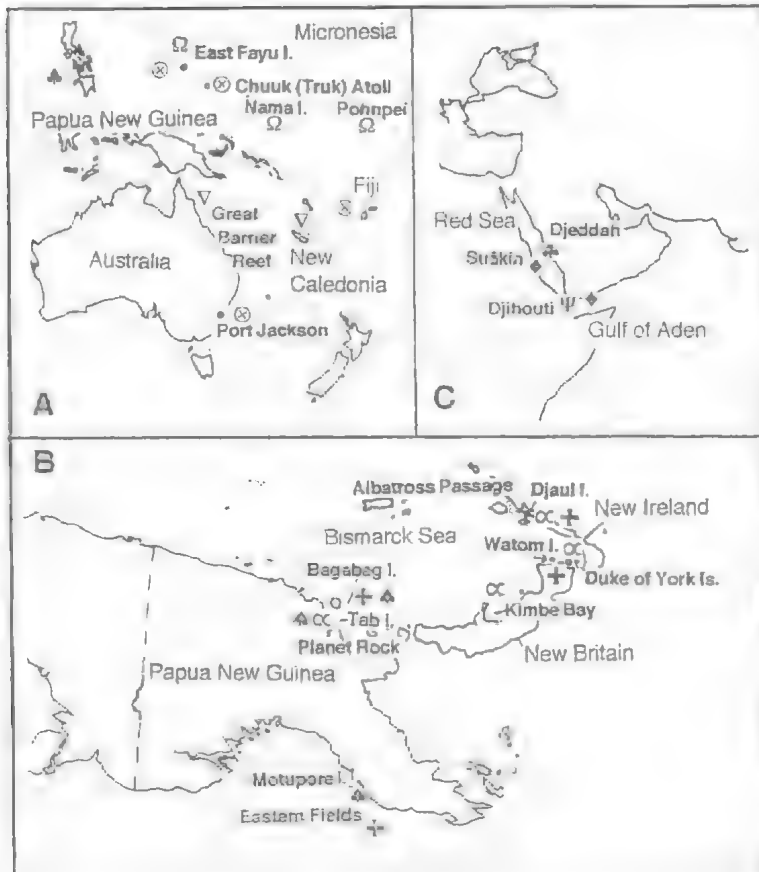 Micronesia
East Fayu I.
Chuuk (Truk) Atoll
Nama I.
Pohnpei
Papua New Guinea
Fiji
Great
Barrier
Reef
Australia
New
Caledonia
Port Jackson
A
Red Sea
Djeddah
Suškin
Djihouti
Gulf of Aden
C
B
Albatross Passage
Djaul I.
New Ireland
Bismarck Sea
Watom I.
Bagabag I.
Duke of York Is.
Kimbe Bay
Tab I.
Planet Rock
New Britain
Papua New Guinea
Motupore I.
Eastern Fields